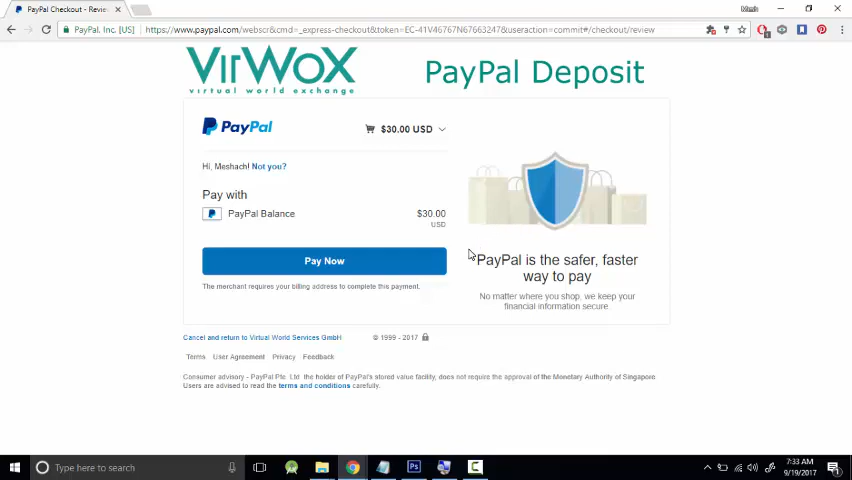 PayPal Checkout - Revie
Mesh
PayPal, Inc. [US]
https://www.paypal.com/webscr&cmd=_express-checkout&token=EC-41V46767N67663247&useraction=commit#/checkout/review
VirWoX
virtual world exchange
PayPal Deposit
PayPal
$30.00 USD
Hi, Meshach! Not you?
Pay with
PayPal Balance
$30.00
USD
Pay Now
The merchant requires your billing address to complete this payment.
PayPal is the safer, faster
way to pay
No matter where you shop, we keep your
financial information secure.
Cancel and return to Virtual World Services GmbH
© 1999 - 2017
Terms User Agreement Privacy Feedback
Consumer advisory - PayPal Pte. Ltd. the holder of PayPal's stored value facility, does not require the approval of the Monetary Authority of Singapore.
Users are advised to read the terms and conditions carefully.
Type here to search
7:33 AM
9/19/2017